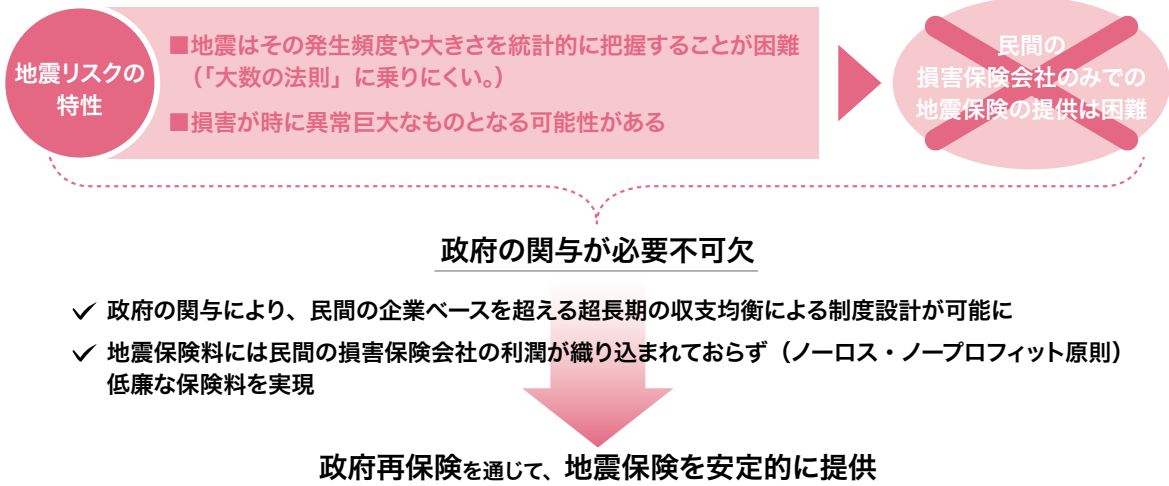 地震リスクの
特性
■地震はその発生頻度や大きさを統計的に把握することが困難
（「大数の法則」に乗りにくい。）
■損害が時に異常巨大なものとなる可能性がある
民間の
損害保険会社のみでの
地震保険の提供は困難
政府の関与が必要不可欠
✓ 政府の関与により、民間の企業ベースを超える超長期の収支均衡による制度設計が可能に
✓ 地震保険料には民間の損害保険会社の利潤が織り込まれておらず（ノーロス・ノープロフィット原則）
低廉な保険料を実現
政府再保険を通じて、地震保険を安定的に提供